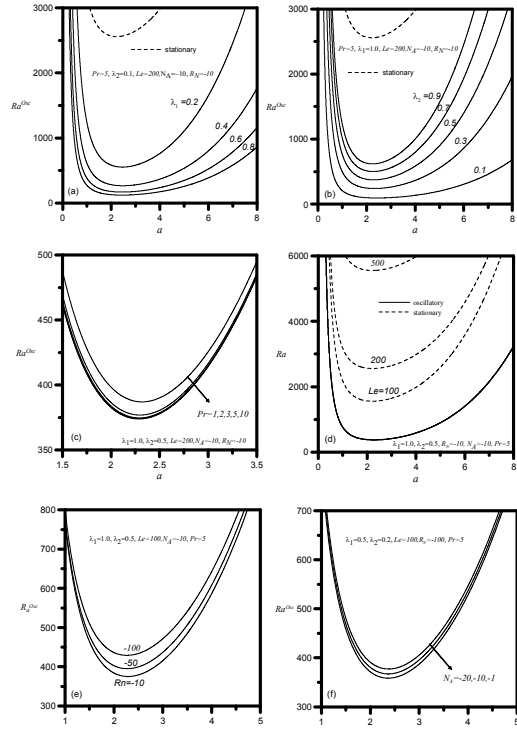 3000
2000
1000
0
Ra^Osc
stationary
Pr=5, λ2=0.1, Le=200,NA=-10, RN=-10
λ1=0.2
0.4
0.6
0.8
(a)
0 2 4 6 8
a
3000
2000
1000
0
Ra^Osc
Pr=5, λ1=1.0, Le=200,NA=-10, RN=-10
stationary
λ2=0.9
0.7
0.5
0.3
0.1
(b)
0 2 4 6 8
a
500
450
400
350
Ra^Osc
Pr=1,2,3,5,10
(c)
λ1=1.0, λ2=0.5, Le=200,NA=-10, RN=-10
1.5 2 2.5 3 3.5
a
6000
4000
2000
0
Ra
500
oscillatory
stationary
200
Le=100
(d)
λ1=1.0, λ2=0.5, Rn=-10, NA=-10, Pr=5
0 2 4 6 8
a
800
700
600
500
400
300
Ra^Osc
λ1=1.0, λ2=0.5, Le=100,NA=-10, Pr=5
-100
-50
Rn=-10
(e)
1 2 3 4 5
700
600
500
400
300
Ra^Osc
λ1=0.5, λ2=0.2, Le=100,Rn=-100, Pr=5
NA=-20,-10,-1
(f)
1 2 3 4 5